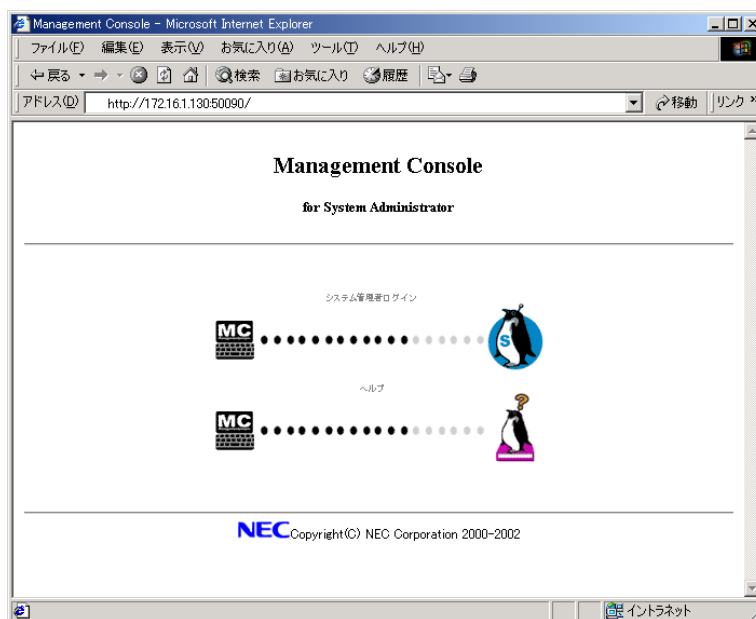 Management Console - Microsoft Internet Explorer
ファイル(F) 編集(E) 表示(V) お気に入り(A) ツール(T) ヘルプ(H)
戻る 検索 お気に入り 履歴
アドレス(D) http://172.16.1.130:50090/ 移動 リンク »
Management Console
for System Administrator
システム管理者ログイン
MC S
ヘルプ
MC ?
NEC Copyright(C) NEC Corporation 2000-2002
イントラネット